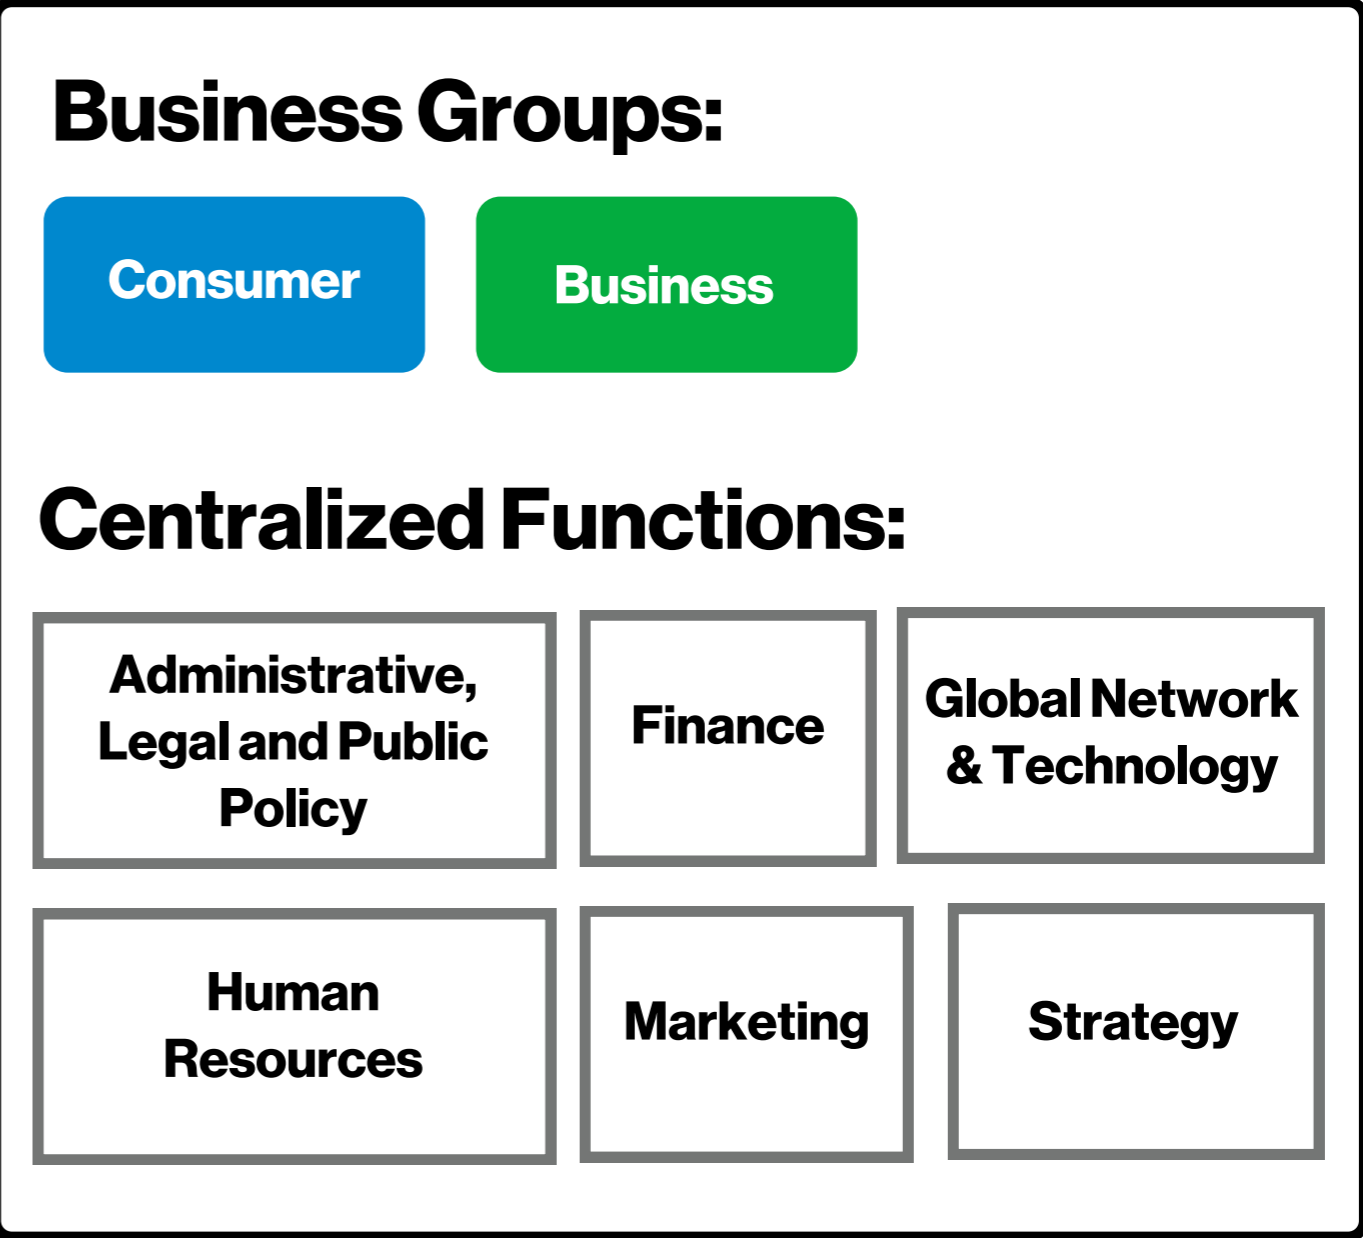 Business Groups:
Consumer
Business
Centralized Functions:
Administrative,
Legal and Public
Policy
Finance
Global Network
& Technology
Human
Resources
Marketing
Strategy